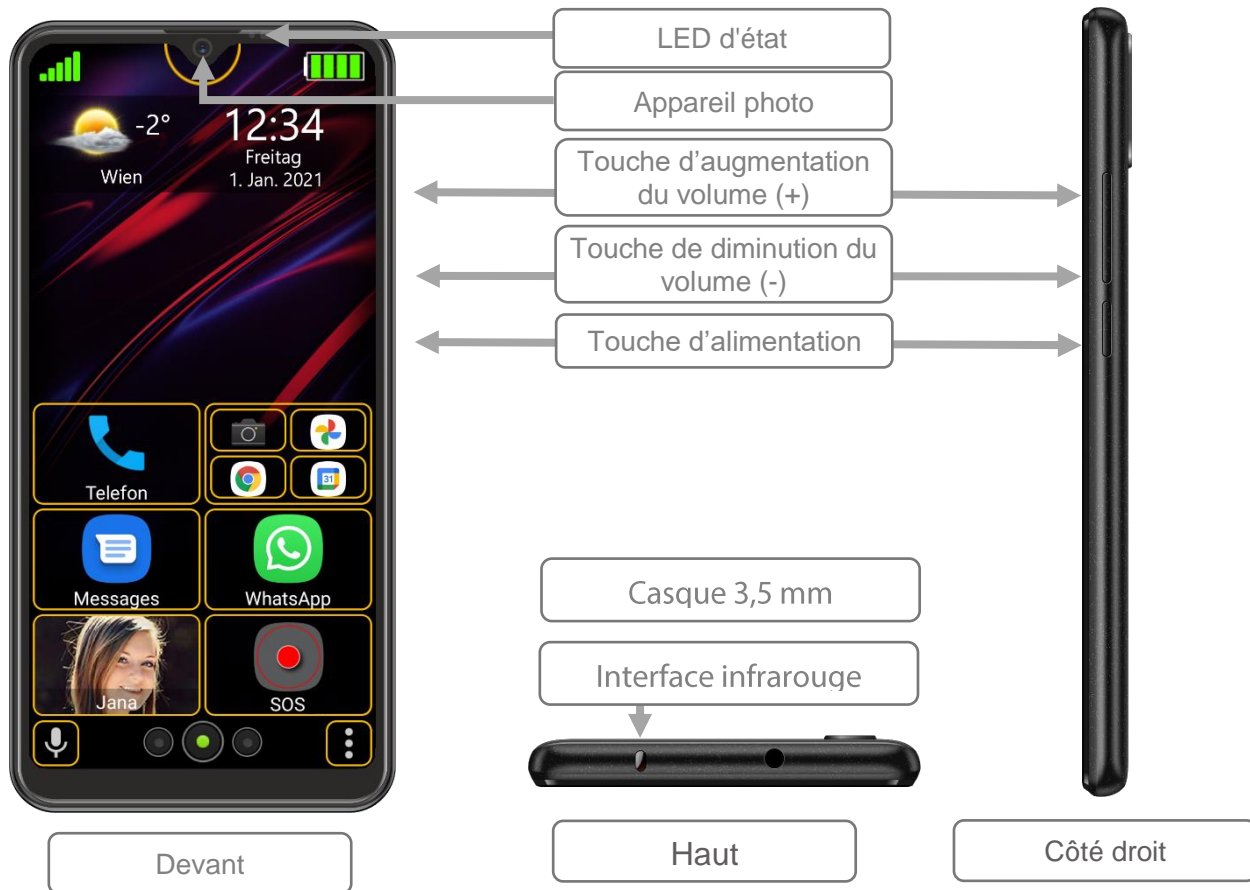 LED d'état
Appareil photo
Touche d’augmentation
du volume (+)
Touche de diminution du
volume (-)
Touche d’alimentation
-2°
12:34
Freitag
Wien
1. Jan. 2021
Telefon
31
Messages
WhatsApp
Jana
SOS
Casque 3,5 mm
Interface infrarouge
Devant
Haut
Côté droit